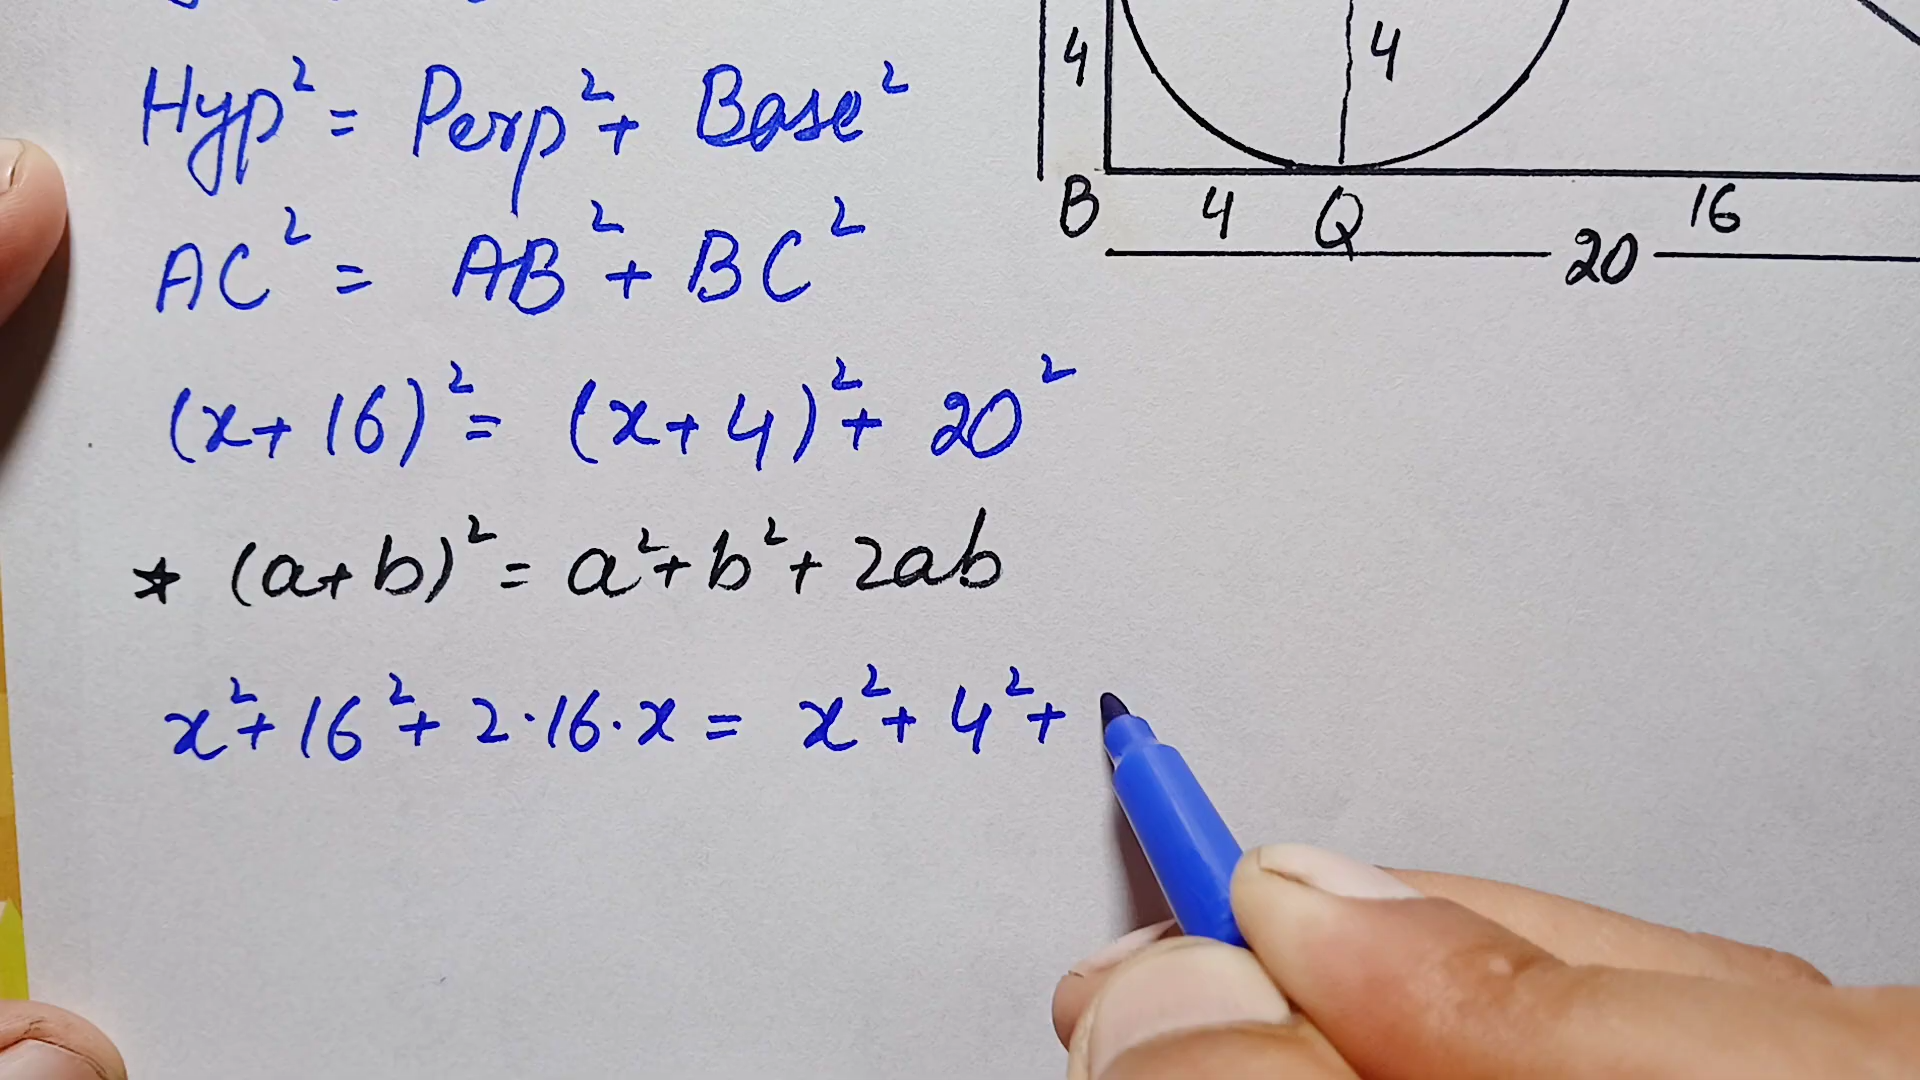 Hyp² = Perp² + Base²
AC² = AB² + BC²
(x+16)² = (x+4)² + 20²
* (a+b)² = a² + b² + 2ab
x² + 16² + 2·16·x = x² + 4² +
4
4
B 4 Q 16
20